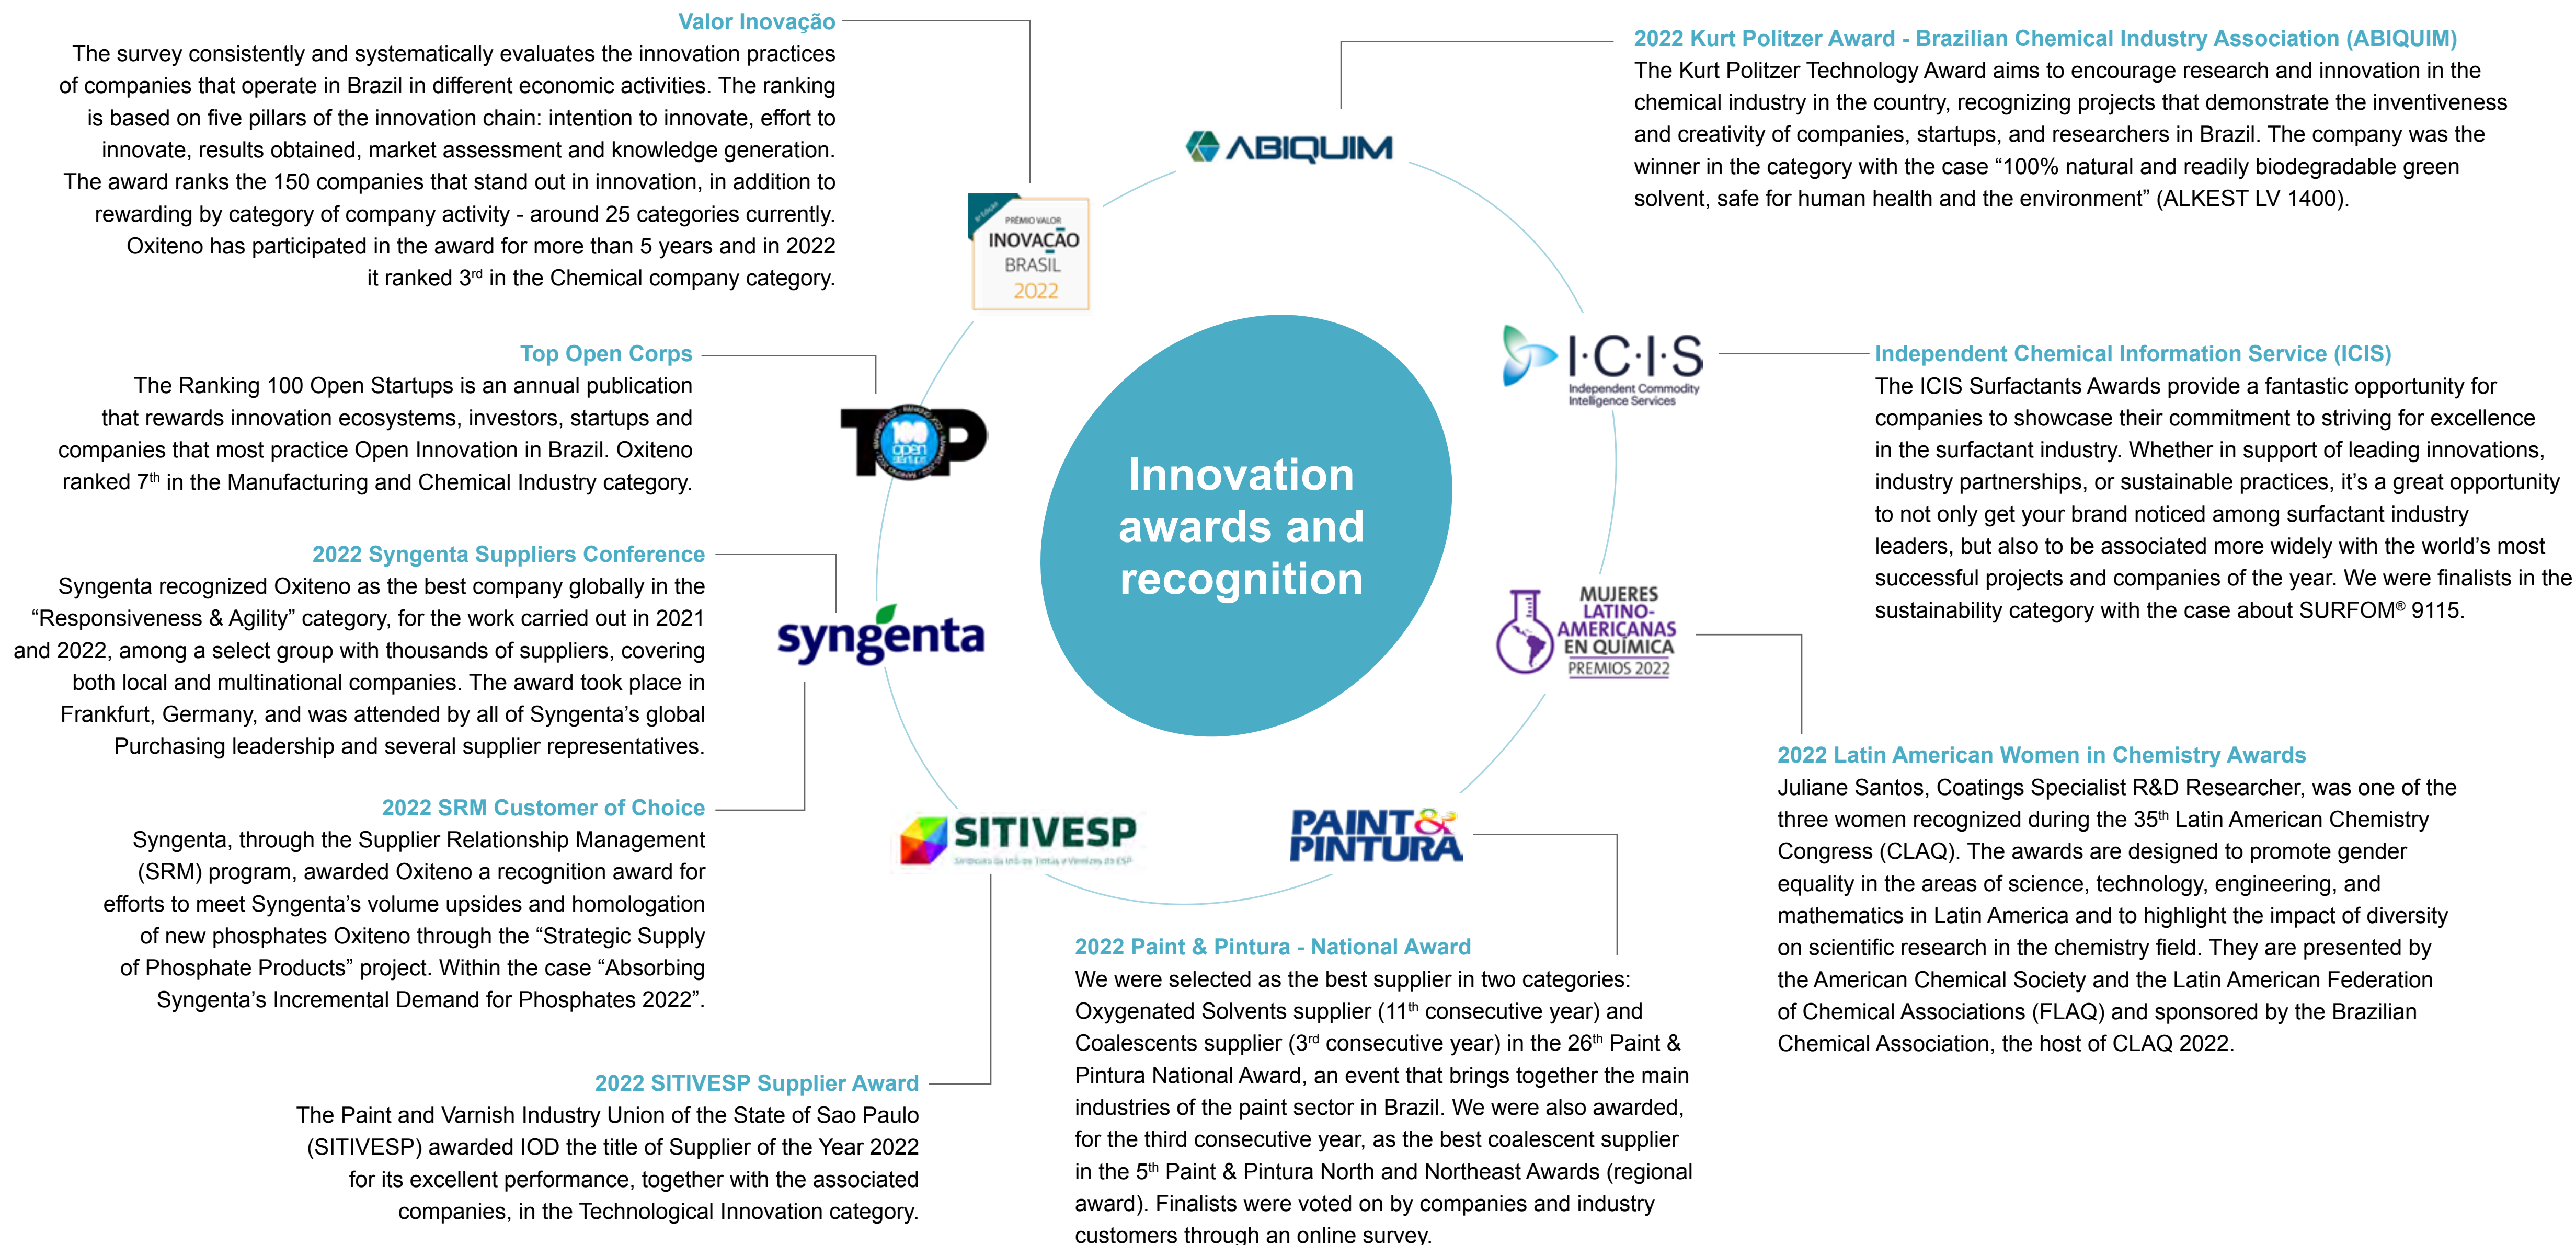 Valor Inovação
The survey consistently and systematically evaluates the innovation practices
of companies that operate in Brazil in different economic activities. The ranking
is based on five pillars of the innovation chain: intention to innovate, effort to
innovate, results obtained, market assessment and knowledge generation.
The award ranks the 150 companies that stand out in innovation, in addition to
rewarding by category of company activity - around 25 categories currently.
Oxiteno has participated in the award for more than 5 years and in 2022
it ranked 3rd in the Chemical company category.
Top Open Corps
The Ranking 100 Open Startups is an annual publication
that rewards innovation ecosystems, investors, startups and
companies that most practice Open Innovation in Brazil. Oxiteno
ranked 7th in the Manufacturing and Chemical Industry category.
2022 Syngenta Suppliers Conference
Syngenta recognized Oxiteno as the best company globally in the
“Responsiveness & Agility” category, for the work carried out in 2021
and 2022, among a select group with thousands of suppliers, covering
both local and multinational companies. The award took place in
Frankfurt, Germany, and was attended by all of Syngenta’s global
Purchasing leadership and several supplier representatives.
2022 SRM Customer of Choice
Syngenta, through the Supplier Relationship Management
(SRM) program, awarded Oxiteno a recognition award for
efforts to meet Syngenta’s volume upsides and homologation
of new phosphates Oxiteno through the “Strategic Supply
of Phosphate Products” project. Within the case “Absorbing
Syngenta’s Incremental Demand for Phosphates 2022”.
2022 SITIVESP Supplier Award
The Paint and Varnish Industry Union of the State of Sao Paulo
(SITIVESP) awarded IOD the title of Supplier of the Year 2022
for its excellent performance, together with the associated
companies, in the Technological Innovation category.
ABIQUIM
PRÊMIO VALOR
INOVAÇÃO
BRASIL
2022
TOP
100
open
startups
syngenta
SITIVESP
PAINT &
PINTURA
MUJERES
LATINO-
AMERICANAS
EN QUÍMICA
PREMIOS 2022
I·C·I·S
Independent Commodity
Intelligence Services
Innovation
awards and
recognition
2022 Kurt Politzer Award - Brazilian Chemical Industry Association (ABIQUIM)
The Kurt Politzer Technology Award aims to encourage research and innovation in the
chemical industry in the country, recognizing projects that demonstrate the inventiveness
and creativity of companies, startups, and researchers in Brazil. The company was the
winner in the category with the case “100% natural and readily biodegradable green
solvent, safe for human health and the environment” (ALKEST LV 1400).
Independent Chemical Information Service (ICIS)
The ICIS Surfactants Awards provide a fantastic opportunity for
companies to showcase their commitment to striving for excellence
in the surfactant industry. Whether in support of leading innovations,
industry partnerships, or sustainable practices, it’s a great opportunity
to not only get your brand noticed among surfactant industry
leaders, but also to be associated more widely with the world’s most
successful projects and companies of the year. We were finalists in the
sustainability category with the case about SURFOM® 9115.
2022 Latin American Women in Chemistry Awards
Juliane Santos, Coatings Specialist R&D Researcher, was one of the
three women recognized during the 35th Latin American Chemistry
Congress (CLAQ). The awards are designed to promote gender
equality in the areas of science, technology, engineering, and
mathematics in Latin America and to highlight the impact of diversity
on scientific research in the chemistry field. They are presented by
the American Chemical Society and the Latin American Federation
of Chemical Associations (FLAQ) and sponsored by the Brazilian
Chemical Association, the host of CLAQ 2022.
2022 Paint & Pintura - National Award
We were selected as the best supplier in two categories:
Oxygenated Solvents supplier (11th consecutive year) and
Coalescents supplier (3rd consecutive year) in the 26th Paint &
Pintura National Award, an event that brings together the main
industries of the paint sector in Brazil. We were also awarded,
for the third consecutive year, as the best coalescent supplier
in the 5th Paint & Pintura North and Northeast Awards (regional
award). Finalists were voted on by companies and industry
customers through an online survey.